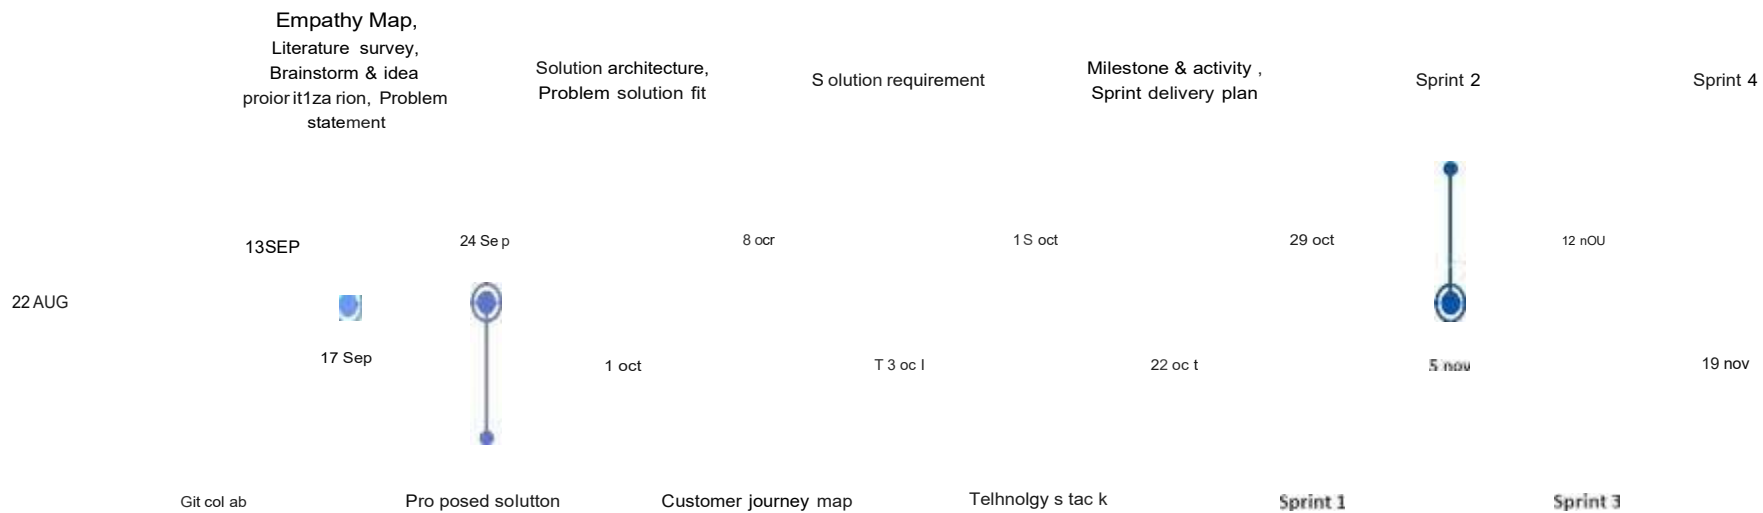 Empathy Map,
Literature survey,
Brainstorm & idea
proiorit1za rion, Problem
statement
Solution architecture,
Problem solution fit
S olution requirement
Milestone & activity ,
Sprint delivery plan
Sprint 2
Sprint 4
13SEP
24 Se p
8 ocr
1 S oct
29 oct
12 nOU
22 AUG
17 Sep
1 oct
T 3 oc l
22 oc t
5 nov
19 nov
Git col ab
Pro posed solutton
Customer journey map
Telhnolgy s tac k
Sprint 1
Sprint 3